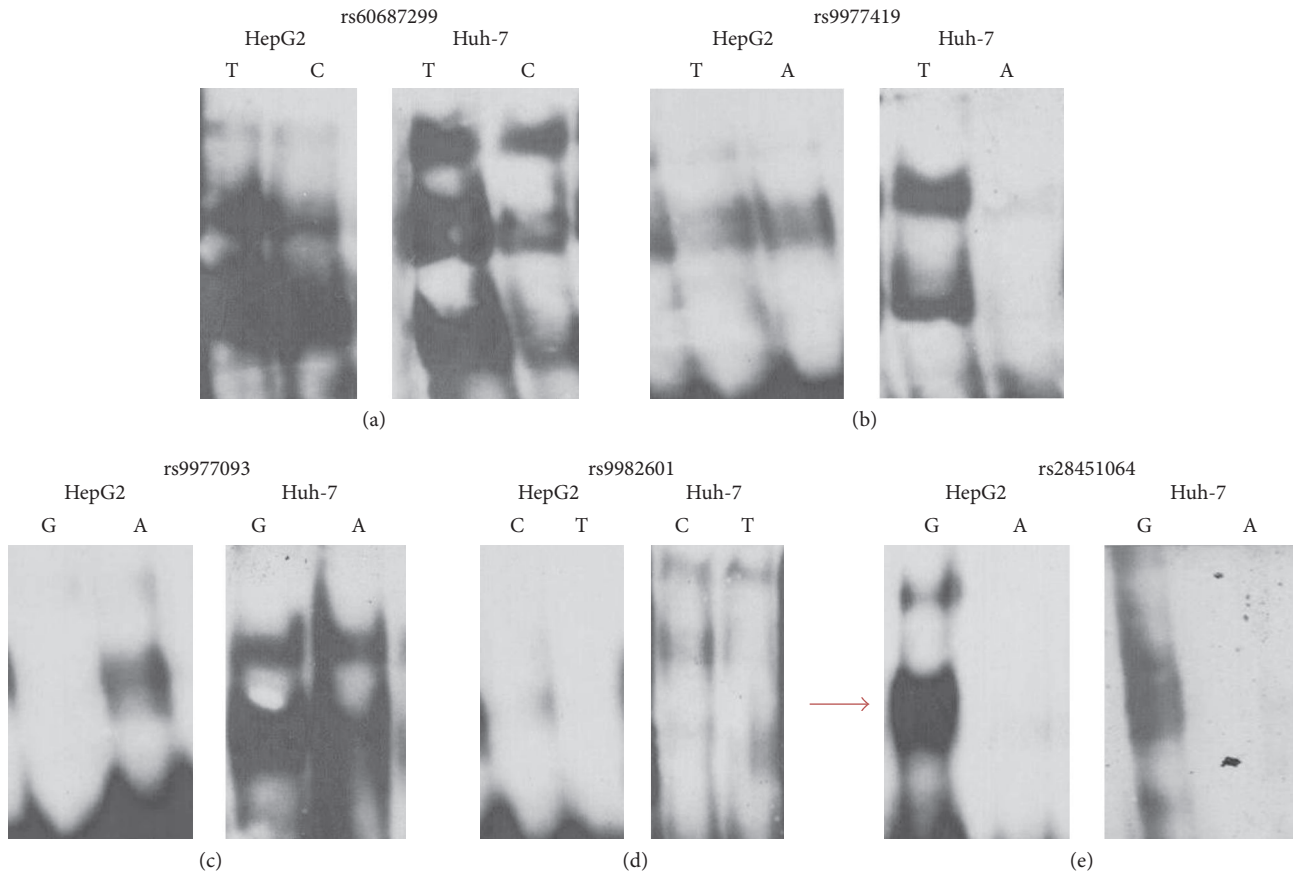 rs60687299
HepG2 Huh-7
T C T C
rs9977419
HepG2 Huh-7
T A T A
(a)
(b)
rs9977093
HepG2 Huh-7
G A G A
rs9982601
HepG2 Huh-7
C T C T
rs28451064
HepG2 Huh-7
G A G A
(c)
(d)
(e)